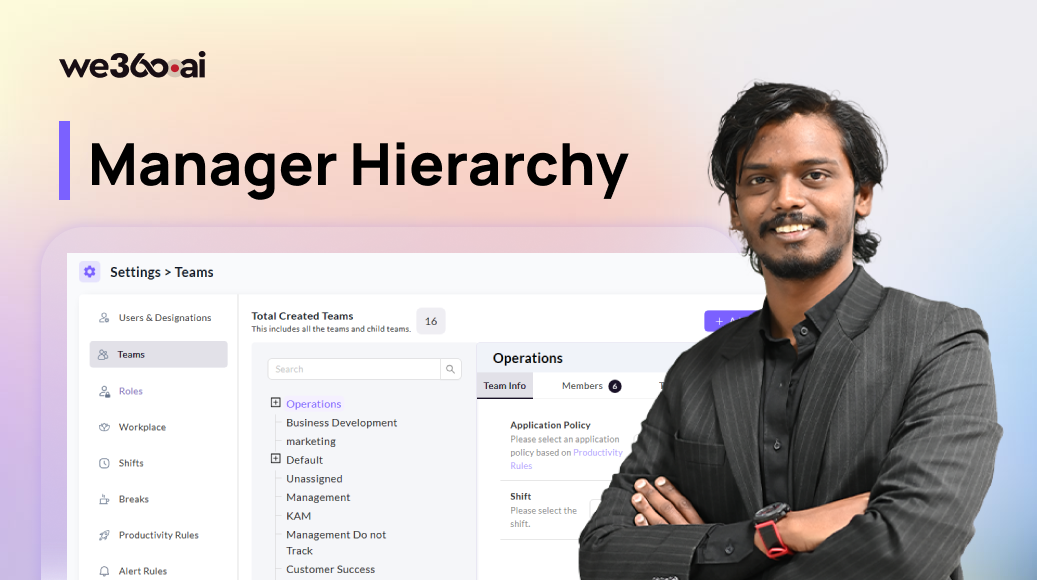 we360.ai
Manager Hierarchy
Settings > Teams
Users & Designations
Teams
Roles
Workplace
Shifts
Breaks
Productivity Rules
Alert Rules
Total Created Teams
This includes all the teams and child teams.
16
Search
Operations
Business Development
marketing
Default
Unassigned
Management
KAM
Management Do not
Track
Customer Success
+
Operations
Team Info
Members 6
Application Policy
Please select an application
policy based on Productivity
Rules
Shift
Please select the
shift.